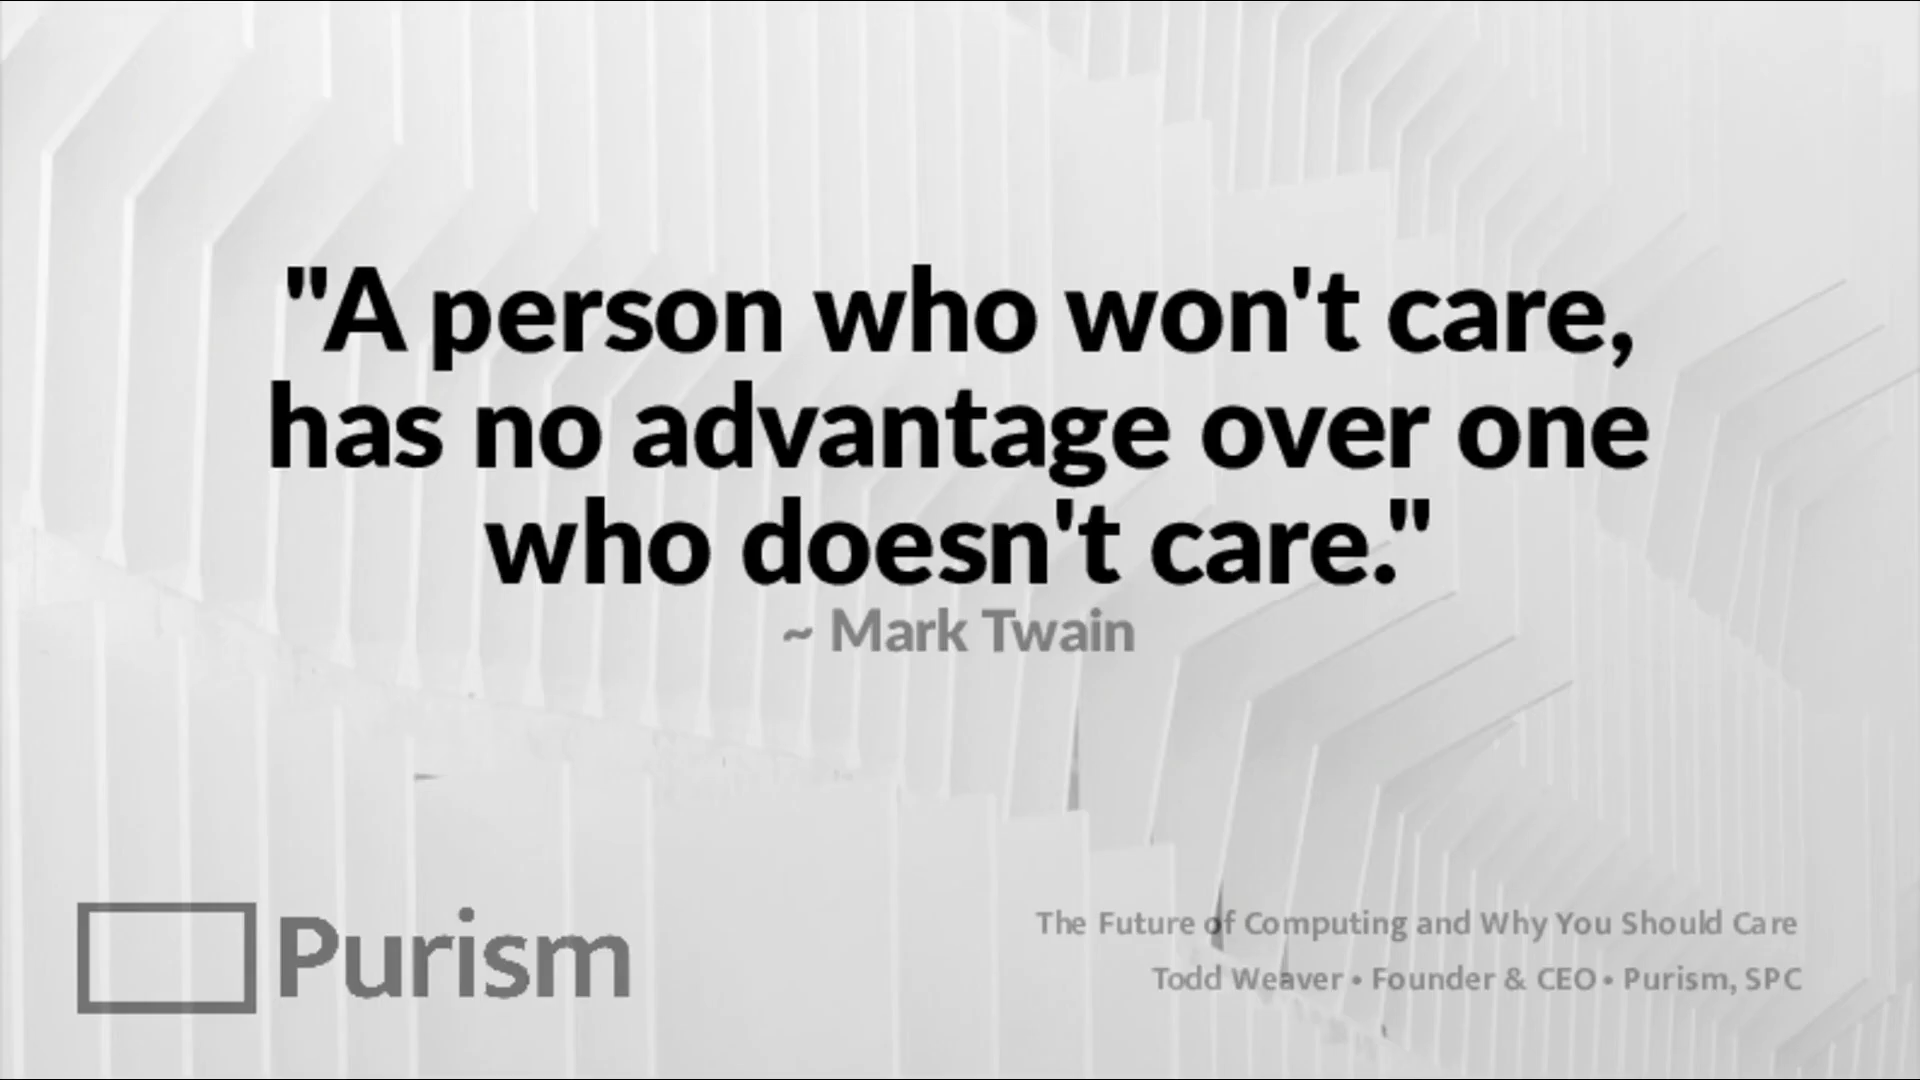 "A person who won't care,
has no advantage over one
who doesn't care."
~ Mark Twain
Purism
The Future of Computing and Why You Should Care
Todd Weaver • Founder & CEO • Purism, SPC